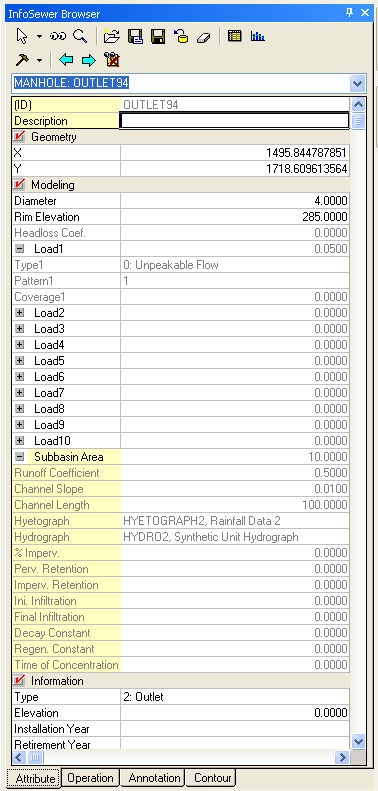 InfoSewer Browser
MANHOLE: OUTLET94
(ID) OUTLET94
Description
Geometry
X 1495.844787851
Y 1718.609613564
Modeling
Diameter 4.0000
Rim Elevation 285.0000
Headloss Coef. 0.0000
Load1 0.0500
Type1 0: Unpeakable Flow
Pattern1 1
Coverage1 0.0000
Load2 0.0000
Load3 0.0000
Load4 0.0000
Load5 0.0000
Load6 0.0000
Load7 0.0000
Load8 0.0000
Load9 0.0000
Load10 0.0000
Subbasin Area 10.0000
Runoff Coefficient 0.5000
Channel Slope 0.0100
Channel Length 100.0000
Hyetograph HYETOGRAPH2, Rainfall Data 2
Hydrograph HYDRO2, Synthetic Unit Hydrograph
% Imperv. 0.0000
Perv. Retention 0.0000
Imperv. Retention 0.0000
Ini. Infiltration 0.0000
Final Infiltration 0.0000
Decay Constant 0.0000
Regen. Constant 0.0000
Time of Concentration 0.0000
Information
Type 2: Outlet
Elevation 0.0000
Installation Year
Retirement Year
Attribute Operation Annotation Contour